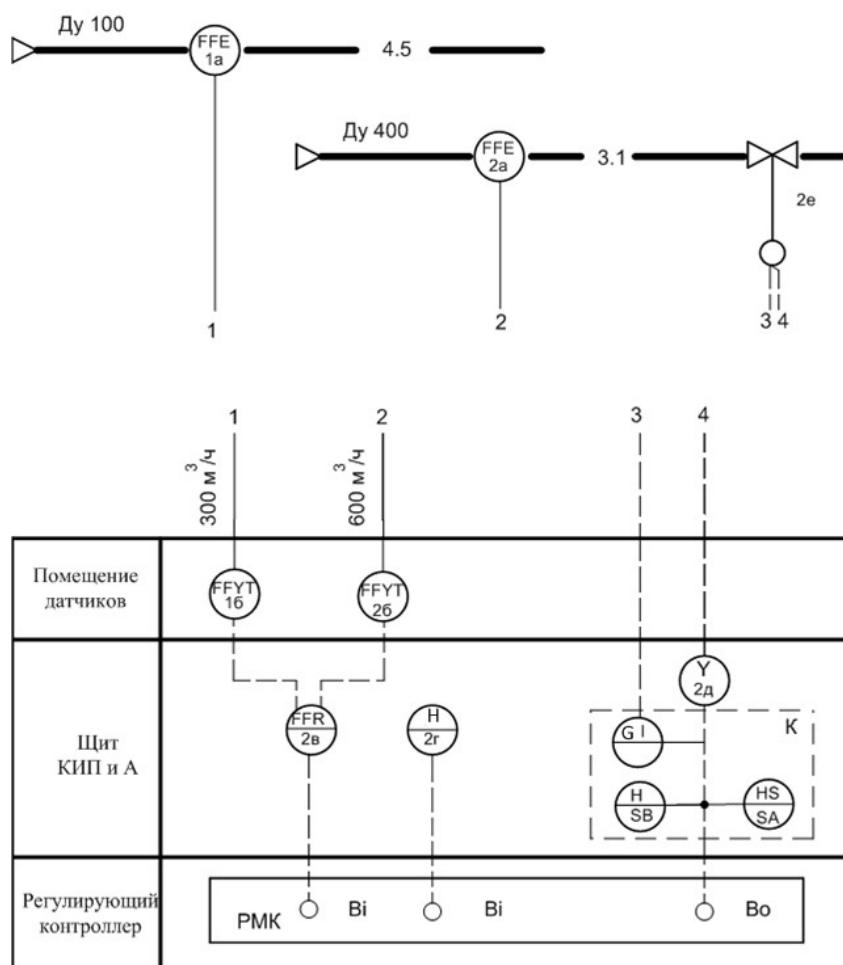 Ду 100
FFE
1а
4.5
Ду 400
FFE
2а
3.1
2е
1
2
3 4
1
2
3
4
300 м³/ч
600 м³/ч
Помещение
датчиков
FFYT
1б
FFYT
2б
Щит
КИП и А
FFR
2в
H
2г
Y
2д
K
G I
H
SB
HS
SA
Регулирующий
контроллер
РМК
Bi
Bi
Bo